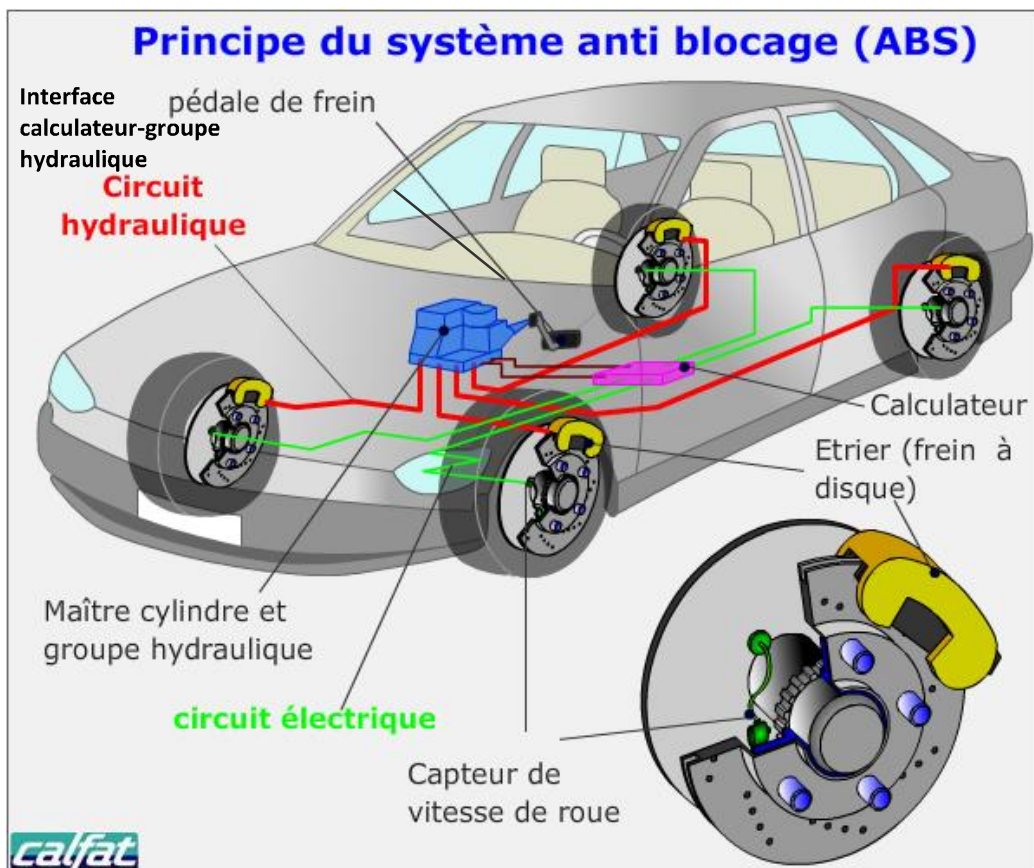 Principe du système anti blocage (ABS)
Interface
calculateur-groupe
hydraulique
pédale de frein
Circuit
hydraulique
Calculateur
Etrier (frein à
disque)
Maître cylindre et
groupe hydraulique
circuit électrique
Capteur de
vitesse de roue
calfat